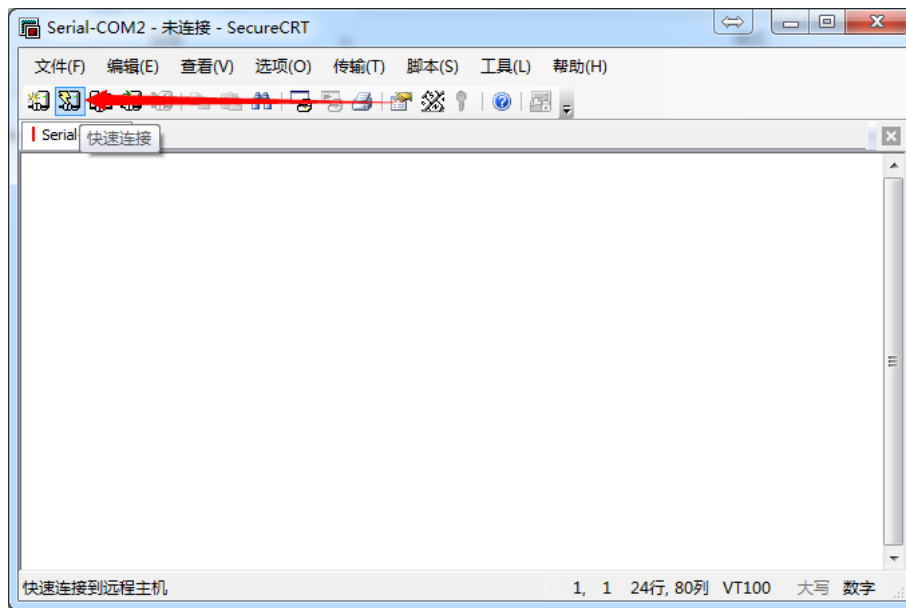 Serial-COM2 - 未连接 - SecureCRT
文件(F) 编辑(E) 查看(V) 选项(O) 传输(T) 脚本(S) 工具(L) 帮助(H)
Serial
快速连接
快速连接到远程主机 1, 1 24行, 80列 VT100 大写 数字